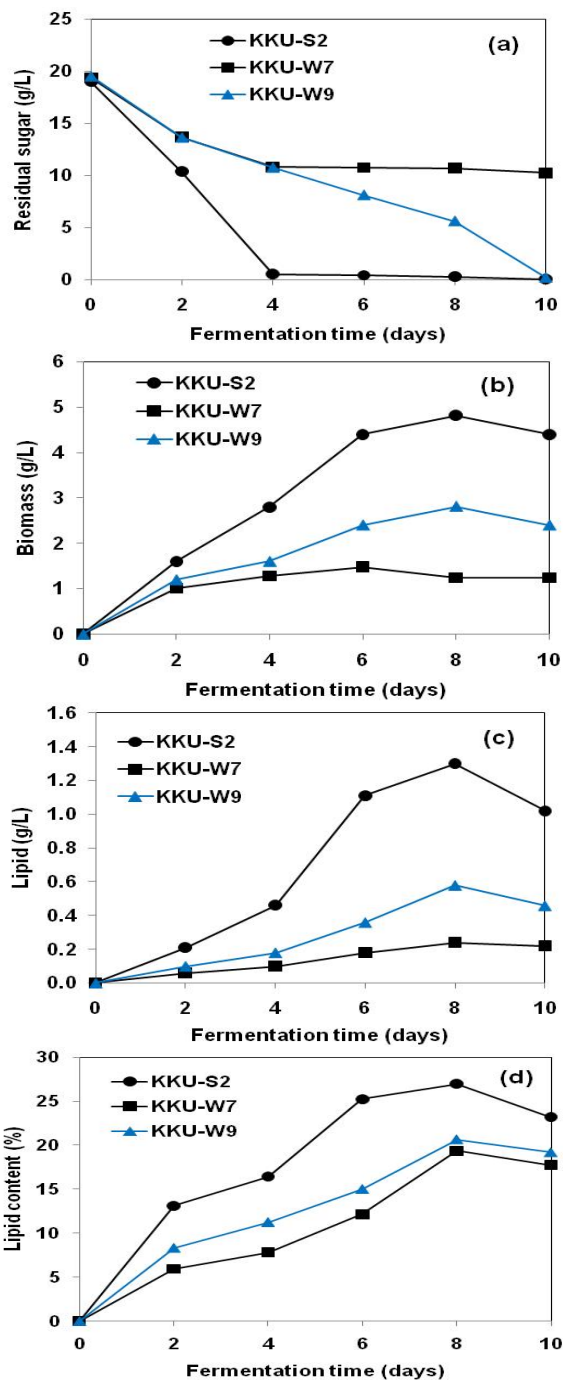 25
20
15
10
5
0
Residual sugar (g/L)
KKU-S2
KKU-W7
KKU-W9
(a)
0 2 4 6 8 10
Fermentation time (days)
6
5
4
3
2
1
0
Biomass (g/L)
KKU-S2
KKU-W7
KKU-W9
(b)
0 2 4 6 8 10
Fermentation time (days)
1.6
1.4
1.2
1.0
0.8
0.6
0.4
0.2
0.0
Lipid (g/L)
KKU-S2
KKU-W7
KKU-W9
(c)
0 2 4 6 8 10
Fermentation time (days)
30
25
20
15
10
5
0
Lipid content (%)
KKU-S2
KKU-W7
KKU-W9
(d)
0 2 4 6 8 10
Fermentation time (days)